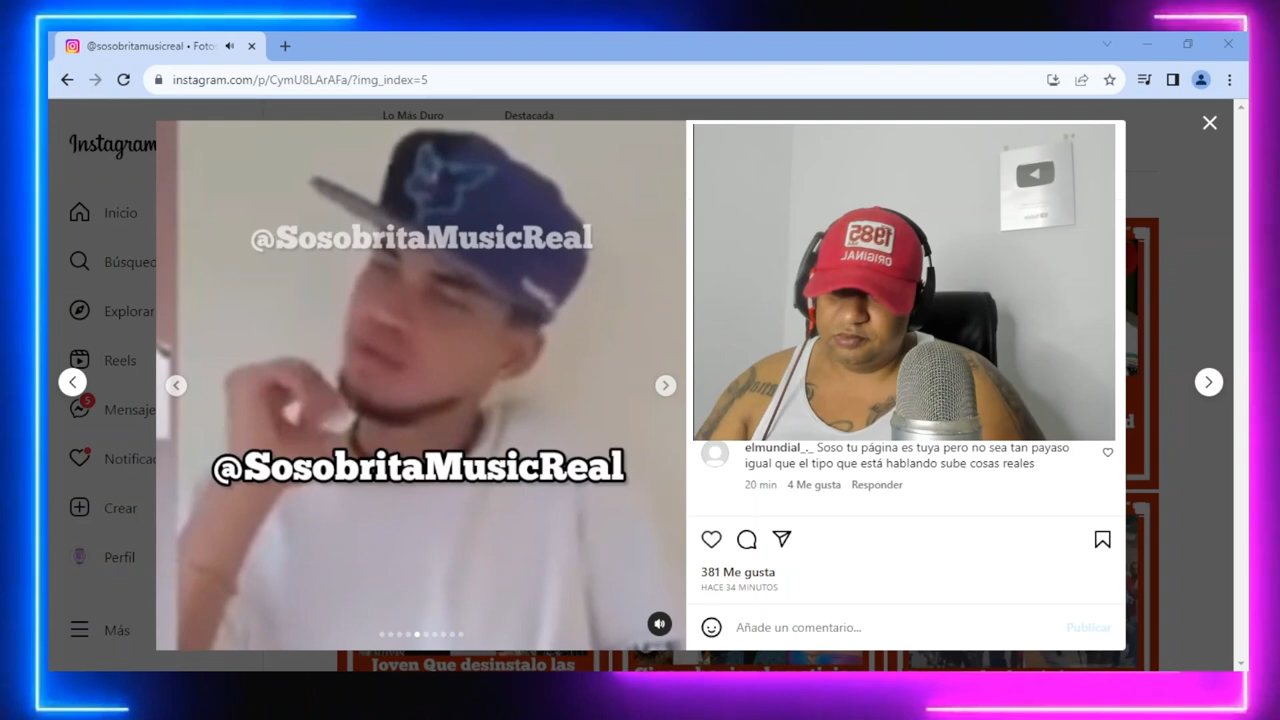 @sosobritamusicreal • Foto
instagram.com/p/CymU8LArAFa/?img_index=5
Lo Más Duro
Destacada
Instagram
Inicio
Búsqued
Explorar
Reels
5
Mensaje
Notificac
Crear
Perfil
Más
@SosobritaMusicReal
@SosobritaMusicReal
1985
ORIGINAL
elmundial_._ Soso tu página es tuya pero no sea tan payaso
igual que el tipo que está hablando sube cosas reales
20 min 4 Me gusta Responder
381 Me gusta
HACE 34 MINUTOS
Añade un comentario...
Publicar
Joven Que desinstalo las